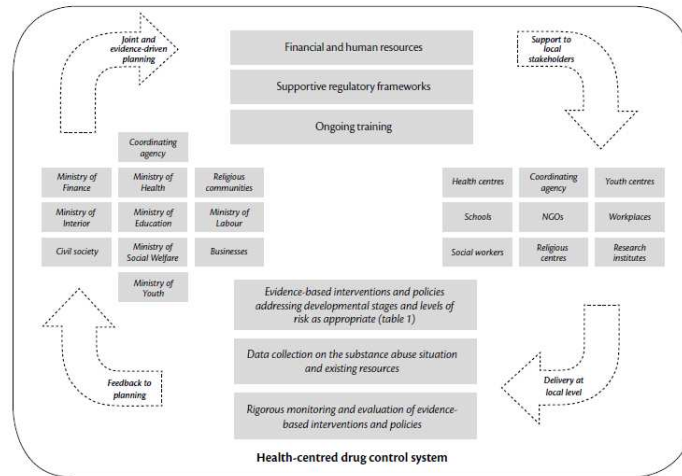 Joint and
evidence-driven
planning
Financial and human resources
Supportive regulatory frameworks
Ongoing training
Support to
local
stakeholders
Coordinating
agency
Ministry of
Finance
Ministry of
Health
Religious
communities
Ministry of
Interior
Ministry of
Education
Ministry of
Labour
Civil society
Ministry of
Social Welfare
Businesses
Ministry of
Youth
Health centres
Coordinating
agency
Youth centres
Schools
NGOs
Workplaces
Social workers
Religious
centres
Research
institutes
Evidence-based interventions and policies
addressing developmental stages and levels of
risk as appropriate (table 1)
Data collection on the substance abuse situation
and existing resources
Rigorous monitoring and evaluation of evidence-
based interventions and policies
Feedback to
planning
Delivery at
local level
Health-centred drug control system